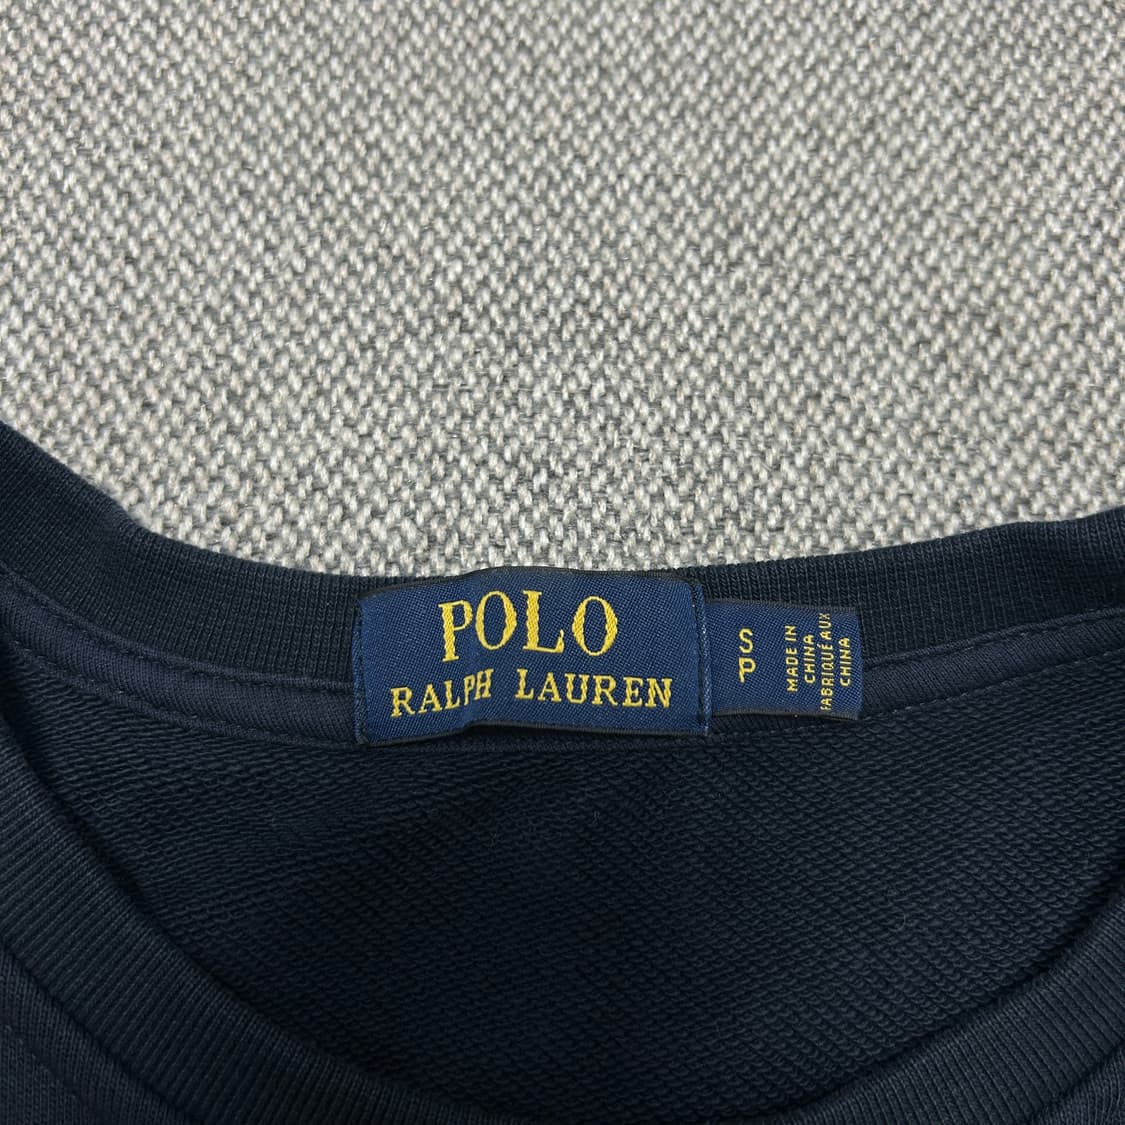 POLO
RALPH LAUREN
S
P
MADE IN
CHINA
FABRIQUÉ AUX
CHINA